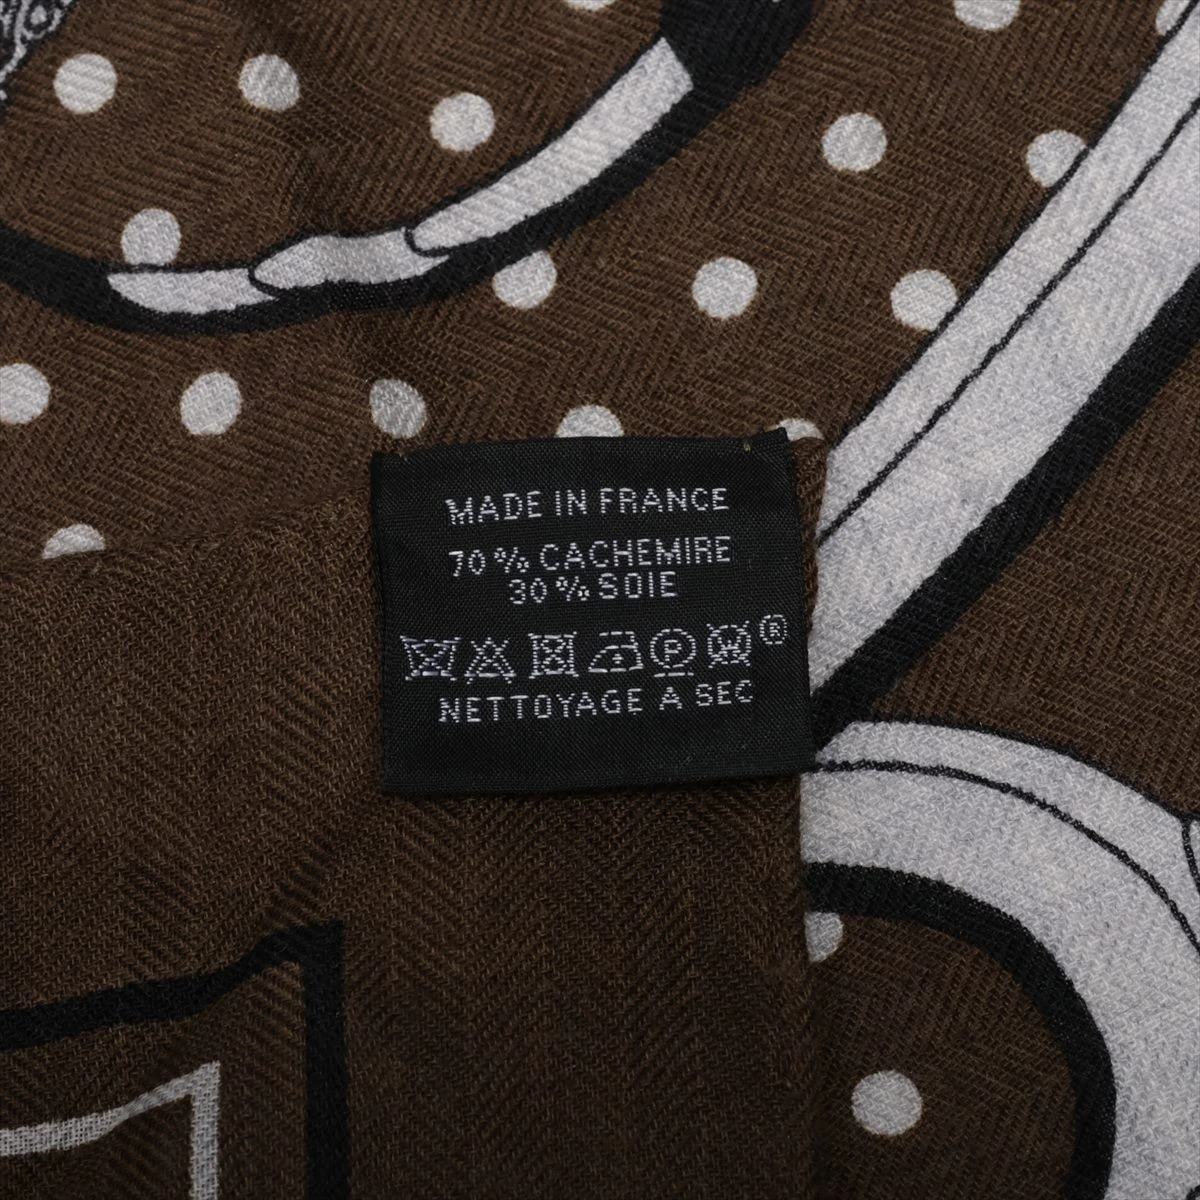 MADE IN FRANCE
70% CACHEMIRE
30% SOIE
P ®
NETTOYAGE A SEC